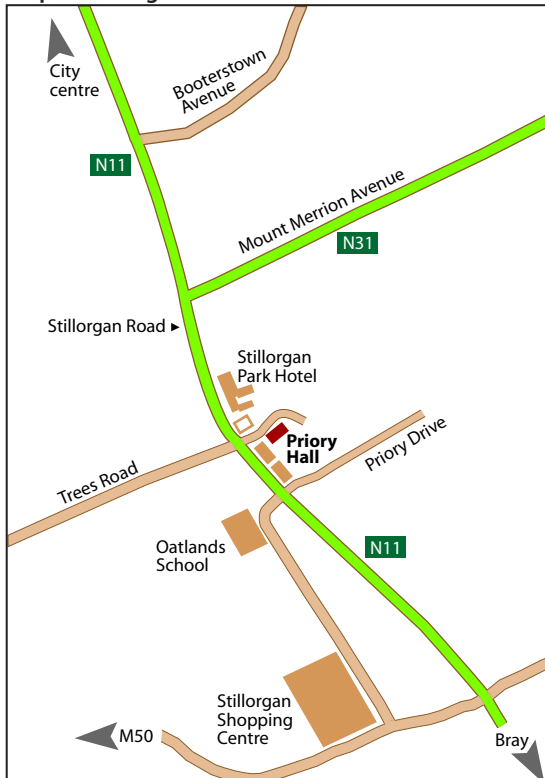 City
centre
Booterstown
Avenue
N11
Mount Merrion Avenue
N31
Stillorgan Road
Stillorgan
Park Hotel
Priory
Hall
Priory Drive
Trees Road
Oatlands
School
N11
Stillorgan
Shopping
Centre
M50
Bray